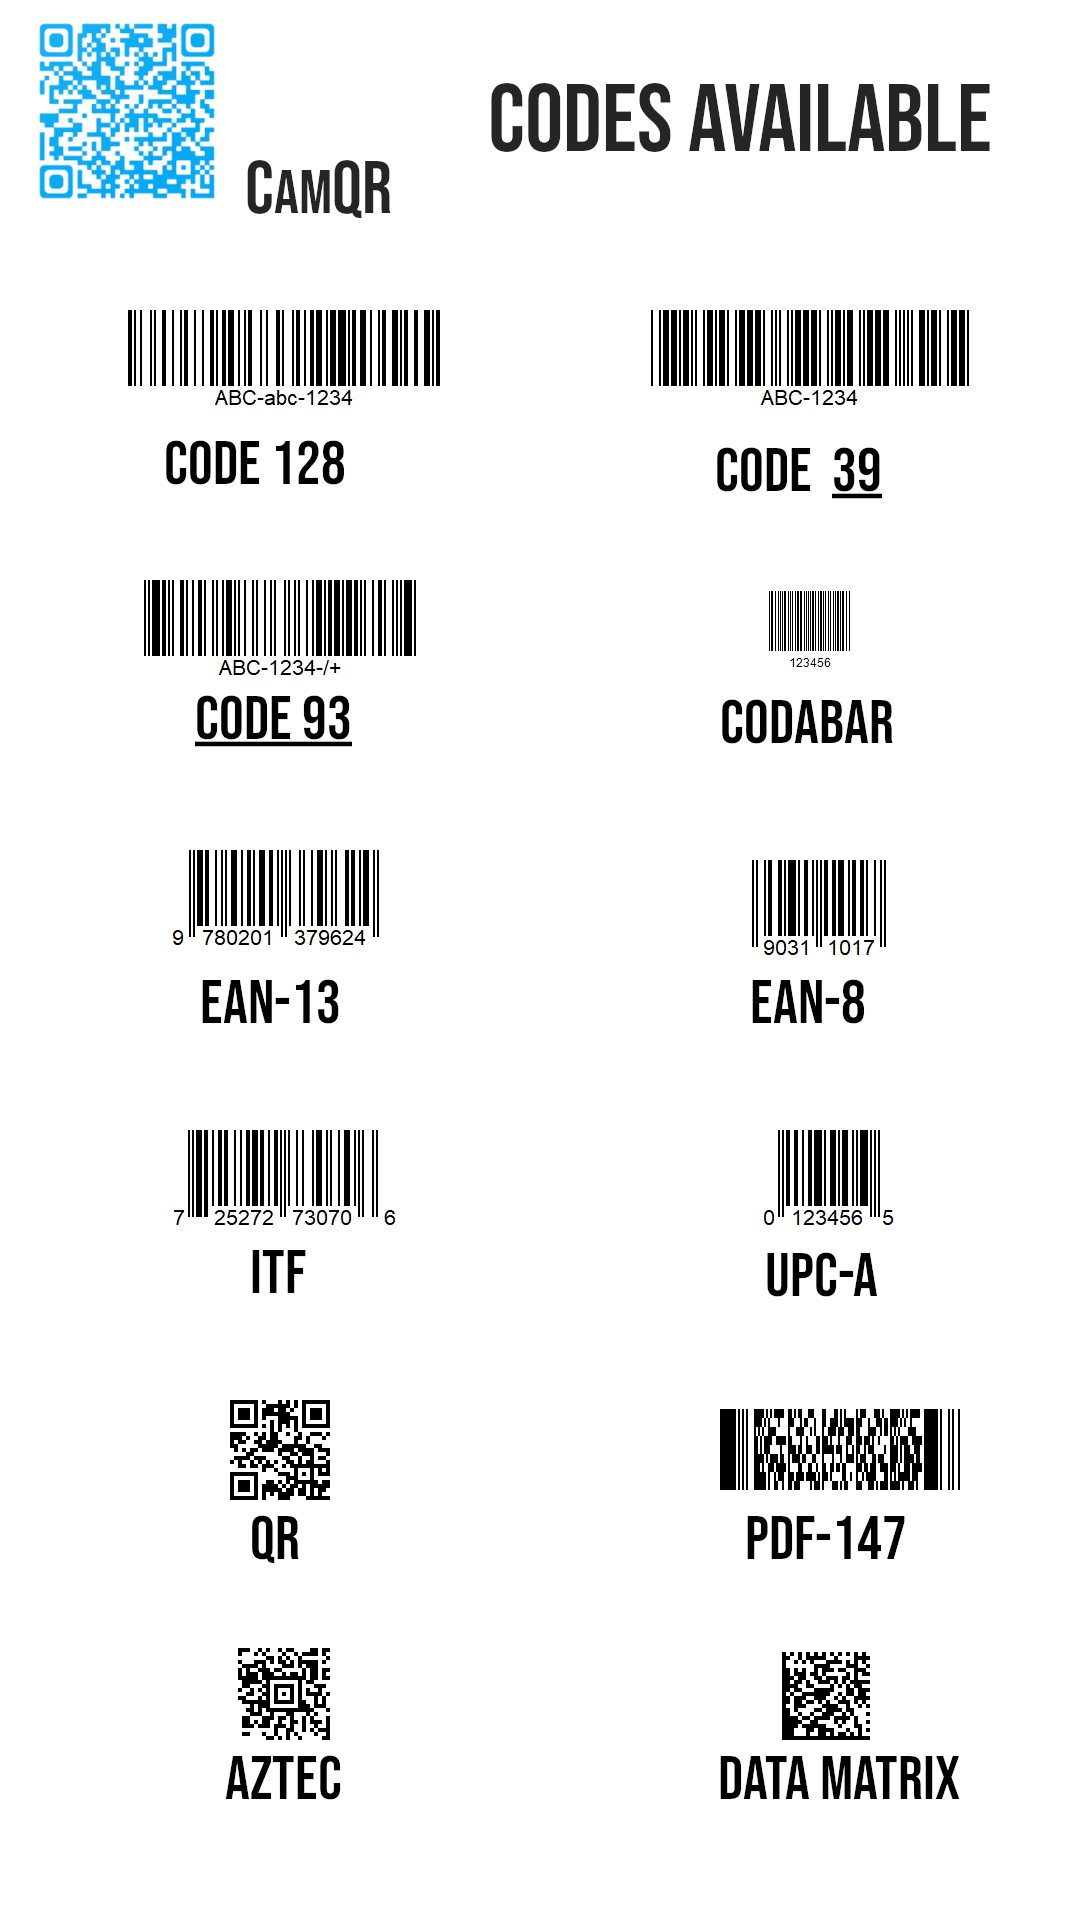 CODES AVAILABLE
CAMQR
ABC-abc-1234
ABC-1234
CODE 128
CODE 39
ABC-1234-/+
123456
CODE 93
CODABAR
9 780201 379624
9031 1017
EAN-13
EAN-8
7 25272 73070 6
0 123456 5
ITF
UPC-A
QR
PDF-147
AZTEC
DATA MATRIX